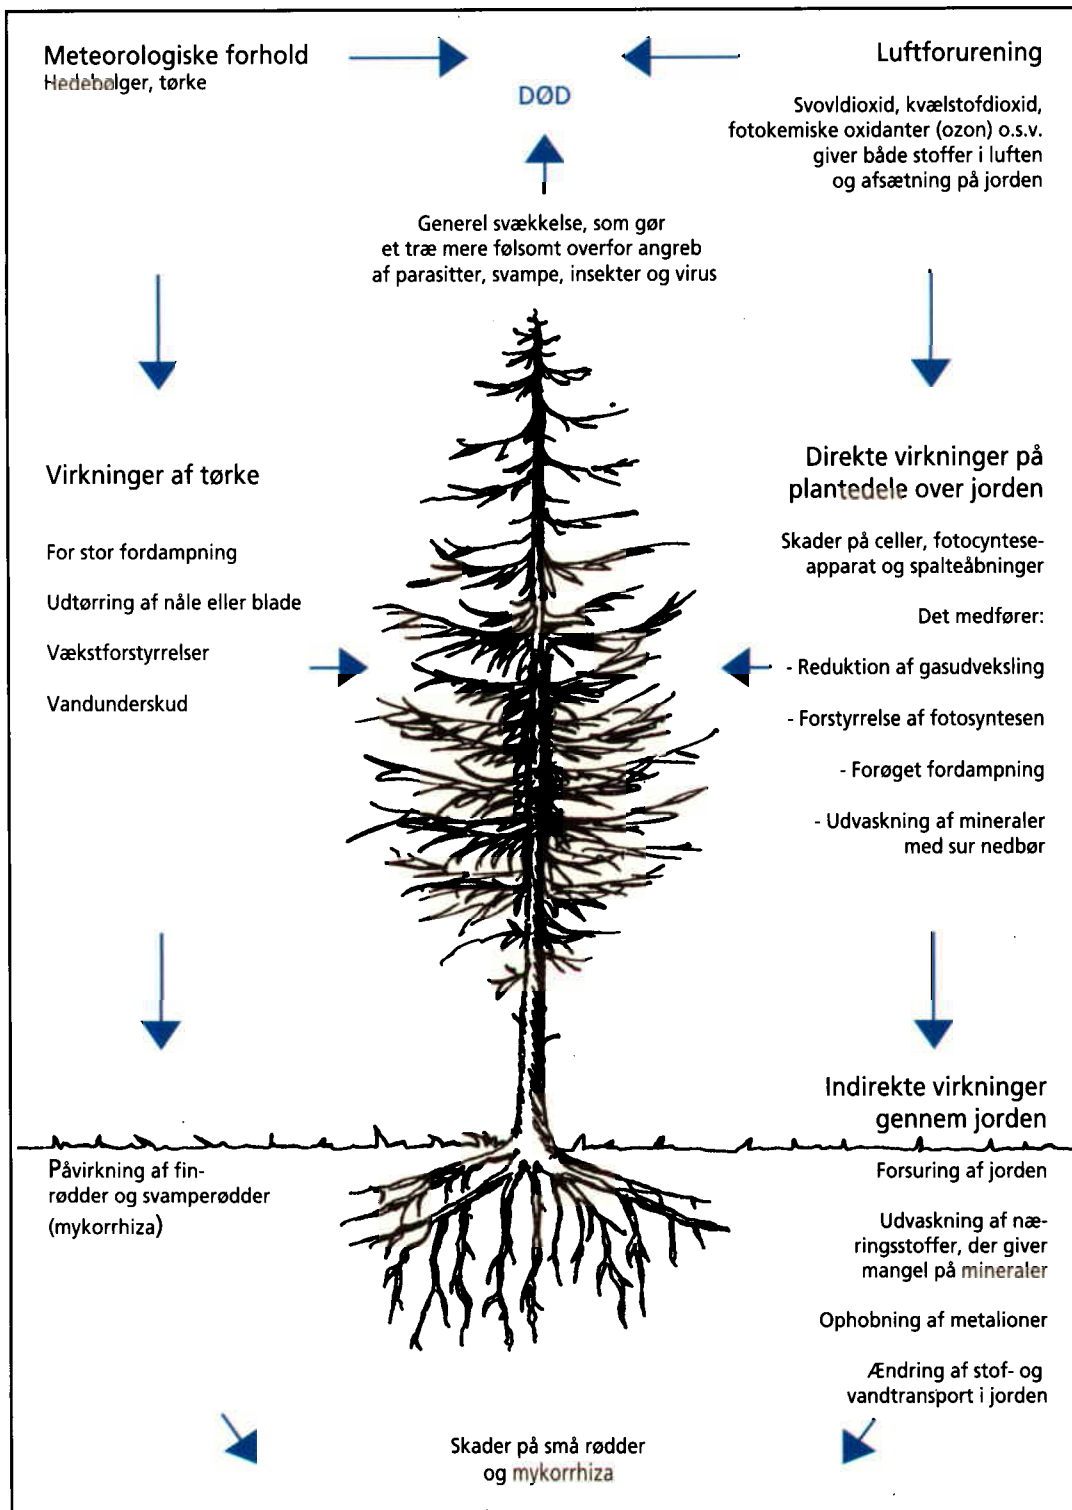 Meteorologiske forhold
Hedebølger, tørke
DØD
Luftforurening
Svovldioxid, kvælstofdioxid,
fotokemiske oxidanter (ozon) o.s.v.
giver både stoffer i luften
og afsætning på jorden
Generel svækkelse, som gør
et træ mere følsomt overfor angreb
af parasitter, svampe, insekter og virus
Virkninger af tørke
For stor fordampning
Udtørring af nåle eller blade
Vækstforstyrrelser
Vandunderskud
Direkte virkninger på
plantedele over jorden
Skader på celler, fotocyntese-
apparat og spalteåbninger
Det medfører:
- Reduktion af gasudveksling
- Forstyrrelse af fotosyntesen
- Forøget fordampning
- Udvaskning af mineraler
med sur nedbør
Påvirkning af fin-
rødder og svamperødder
(mykorrhiza)
Indirekte virkninger
gennem jorden
Forsuring af jorden
Udvaskning af næ-
ringsstoffer, der giver
mangel på mineraler
Ophobning af metalioner
Ændring af stof- og
vandtransport i jorden
Skader på små rødder
og mykorrhiza